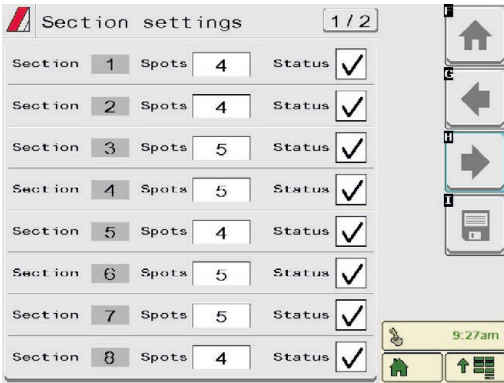 Section settings 1/2
Section 1 Spots 4 Status
Section 2 Spots 4 Status
Section 3 Spots 5 Status
Section 4 Spots 5 Status
Section 5 Spots 4 Status
Section 6 Spots 5 Status
Section 7 Spots 5 Status
Section 8 Spots 4 Status
F
G
H
I
9:27am